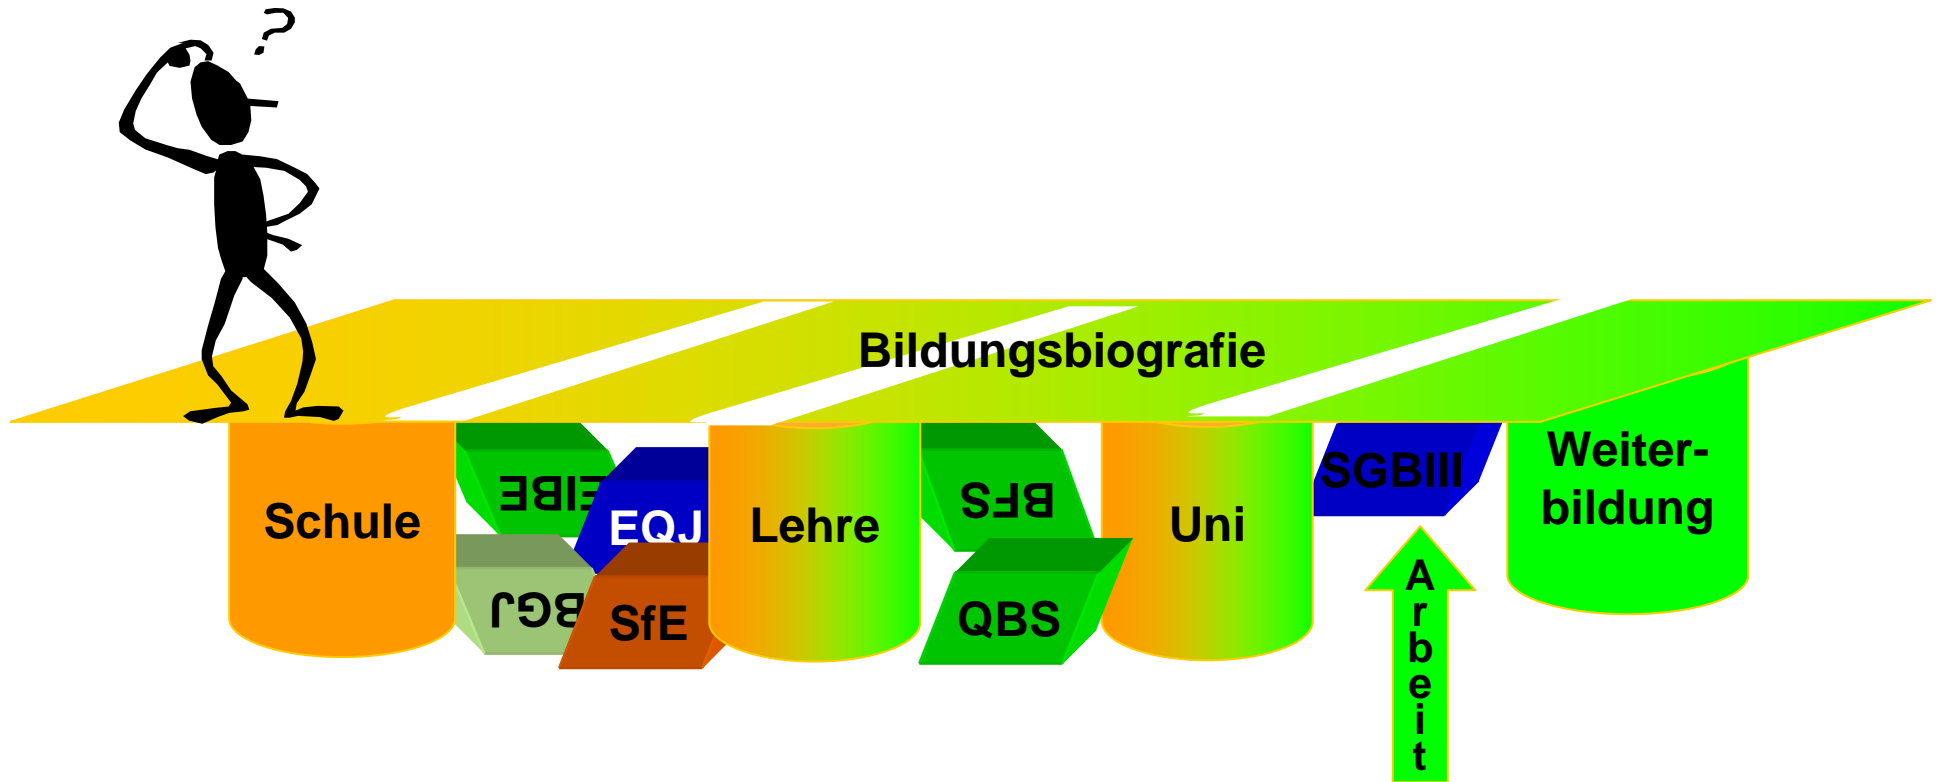 ?
Bildungsbiografie
Schule
EIBE
EQJ
BGJ
SfE
Lehre
BFS
QBS
Uni
SGBIII
Weiter-
bildung
Arbeit